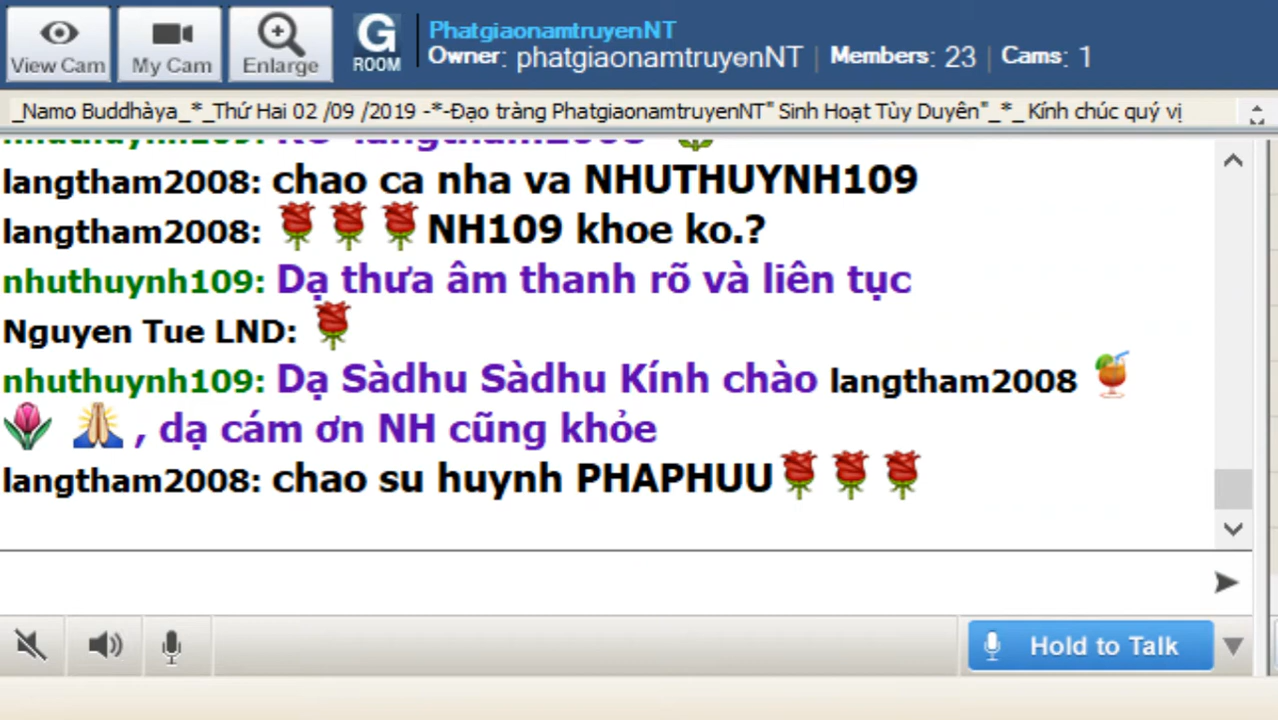 PhatgiaonamtruyenNT
View Cam My Cam Enlarge G ROOM Owner: phatgiaonamtruyenNT | Members: 23 | Cams: 1
_Namo Buddhàya_*_Thứ Hai 02 /09 /2019 -*-Đạo tràng PhatgiaonamtruyenNT" Sinh Hoạt Tùy Duyên"_*_ Kính chúc quý vị
langtham2008: chao ca nha va NHUTHUYNH109
langtham2008: 🌹🌹🌹NH109 khoe ko.?
nhuthuynh109: Dạ thưa âm thanh rõ và liên tục
Nguyen Tue LND: 🌹
nhuthuynh109: Dạ Sàdhu Sàdhu Kính chào langtham2008 🍹
🌷 🙏 , dạ cám ơn NH cũng khỏe
langtham2008: chao su huynh PHAPHUU🌹🌹🌹
Hold to Talk